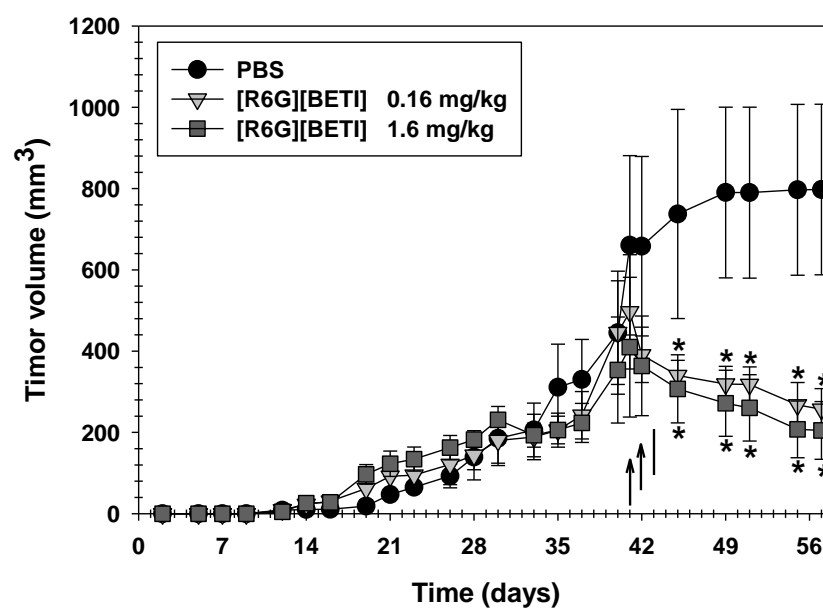 1200
1000
800
600
400
200
0
Timor volume (mm3)
PBS
[R6G][BETI] 0.16 mg/kg
[R6G][BETI] 1.6 mg/kg
* * * * *
* * * * *
0 7 14 21 28 35 42 49 56
Time (days)